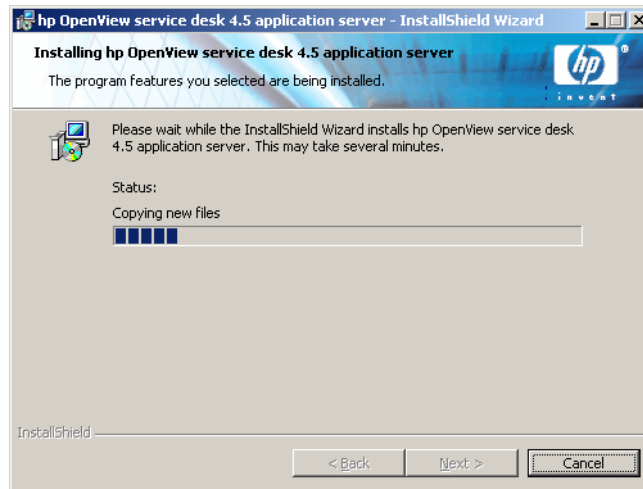 hp OpenView service desk 4.5 application server - InstallShield Wizard
Installing hp OpenView service desk 4.5 application server
The program features you selected are being installed.
hp
®
invent
Please wait while the InstallShield Wizard installs hp OpenView service desk
4.5 application server. This may take several minutes.
Status:
Copying new files
InstallShield
< Back
Next >
Cancel